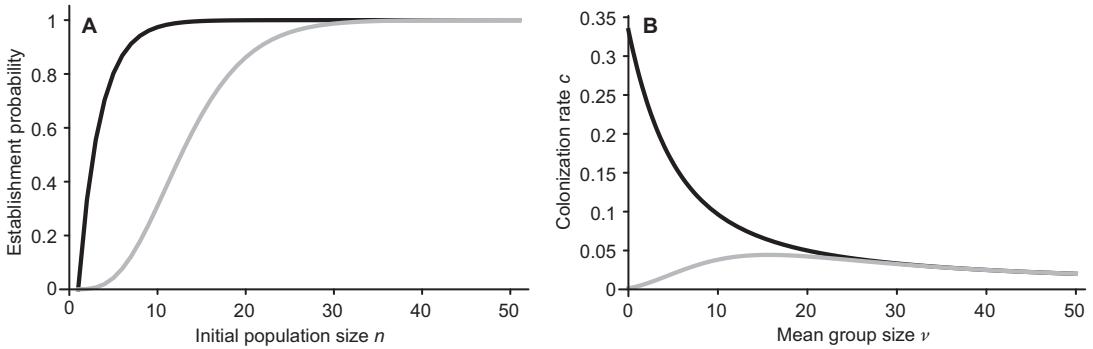 A
Establishment probability
1
0.8
0.6
0.4
0.2
0
0 10 20 30 40 50
Initial population size n
B
Colonization rate c
0.35
0.3
0.25
0.2
0.15
0.1
0.05
0
0 10 20 30 40 50
Mean group size ν